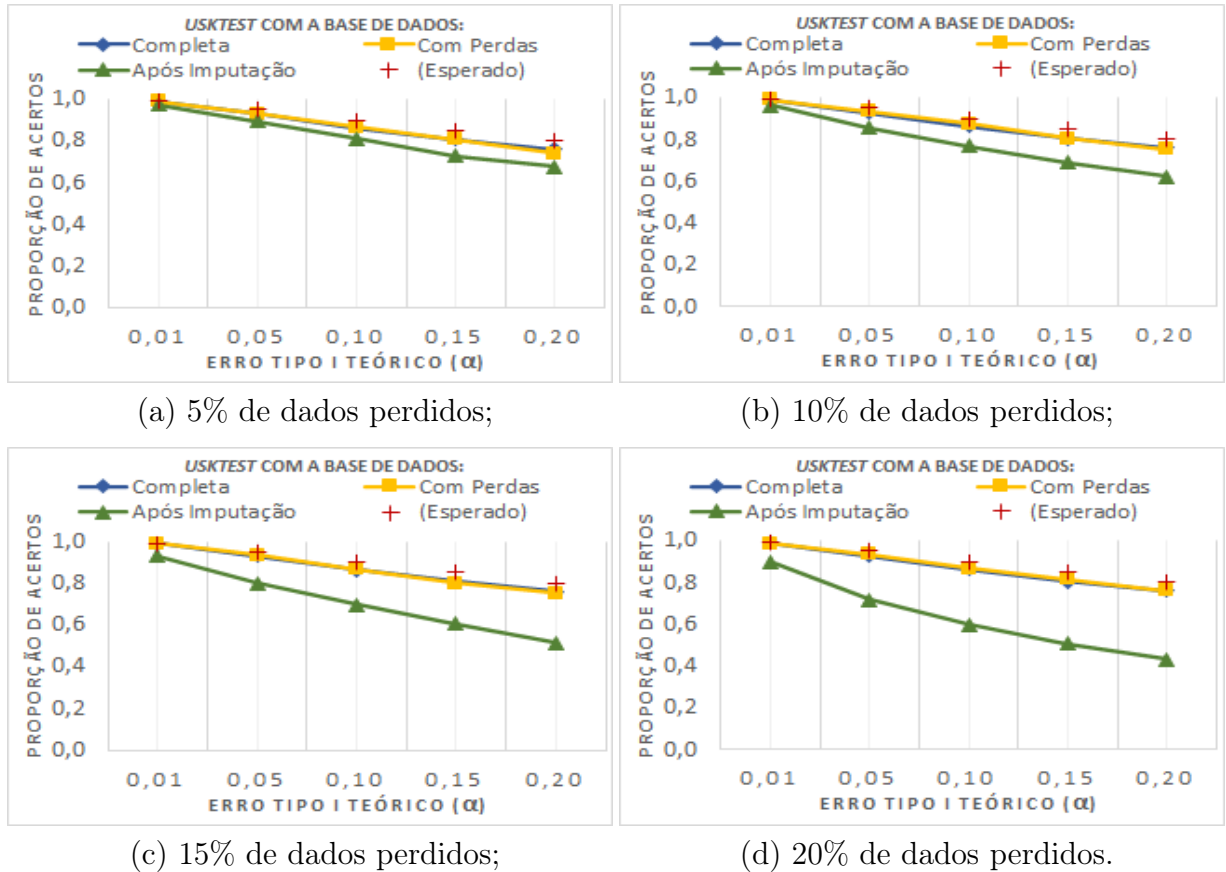 USKTEST COM A BASE DE DADOS:
Completa
Com Perdas
Após Imputação
(Esperado)
PROPORÇÃO DE ACERTOS
1,0
0,8
0,6
0,4
0,2
0,0
0,01 0,05 0,10 0,15 0,20
ERRO TIPO I TEÓRICO (α)
(a) 5% de dados perdidos;
USKTEST COM A BASE DE DADOS:
Completa
Com Perdas
Após Imputação
(Esperado)
PROPORÇÃO DE ACERTOS
1,0
0,8
0,6
0,4
0,2
0,0
0,01 0,05 0,10 0,15 0,20
ERRO TIPO I TEÓRICO (α)
(b) 10% de dados perdidos;
USKTEST COM A BASE DE DADOS:
Completa
Com Perdas
Após Imputação
(Esperado)
PROPORÇÃO DE ACERTOS
1,0
0,8
0,6
0,4
0,2
0,0
0,01 0,05 0,10 0,15 0,20
ERRO TIPO I TEÓRICO (α)
(c) 15% de dados perdidos;
USKTEST COM A BASE DE DADOS:
Completa
Com Perdas
Após Imputação
(Esperado)
PROPORÇÃO DE ACERTOS
1,0
0,8
0,6
0,4
0,2
0,0
0,01 0,05 0,10 0,15 0,20
ERRO TIPO I TEÓRICO (α)
(d) 20% de dados perdidos.